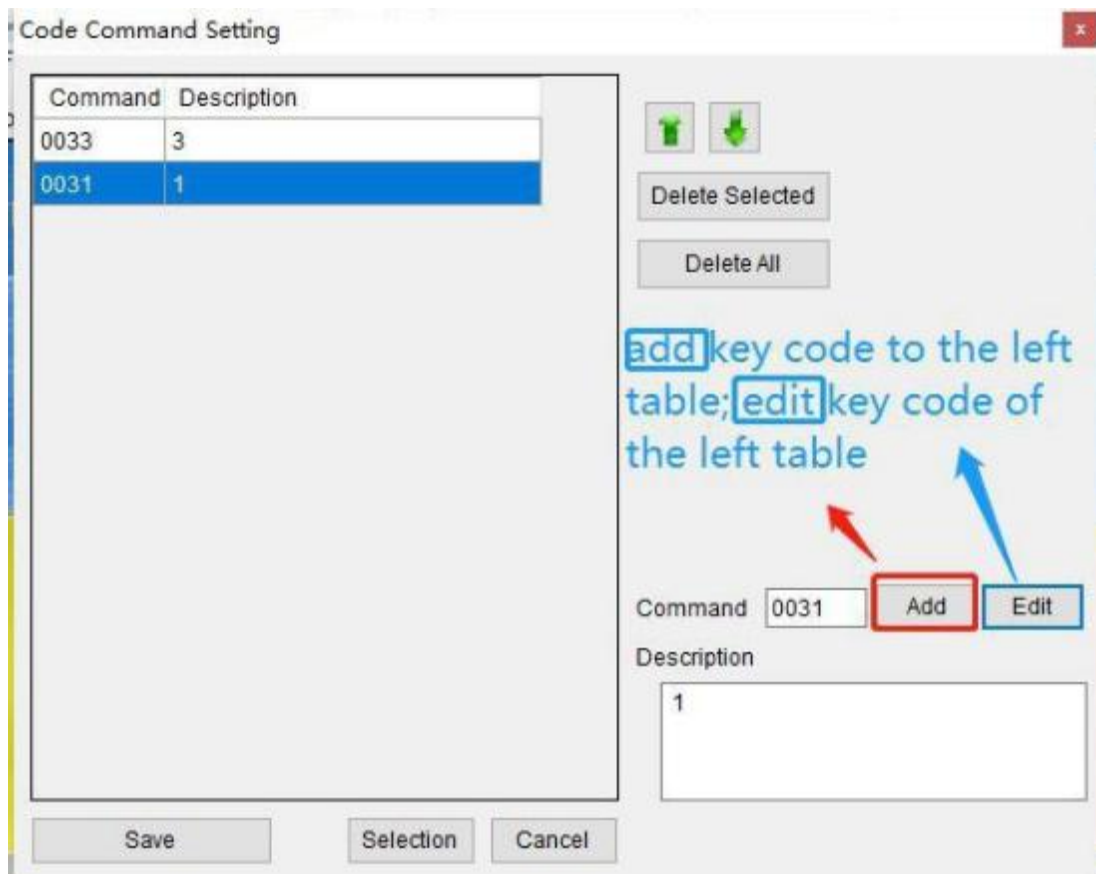 Code Command Setting
x
Command Description
0033 3
0031 1
Delete Selected
Delete All
add key code to the left
table; edit key code of
the left table
Command 0031 Add Edit
Description
1
Save Selection Cancel